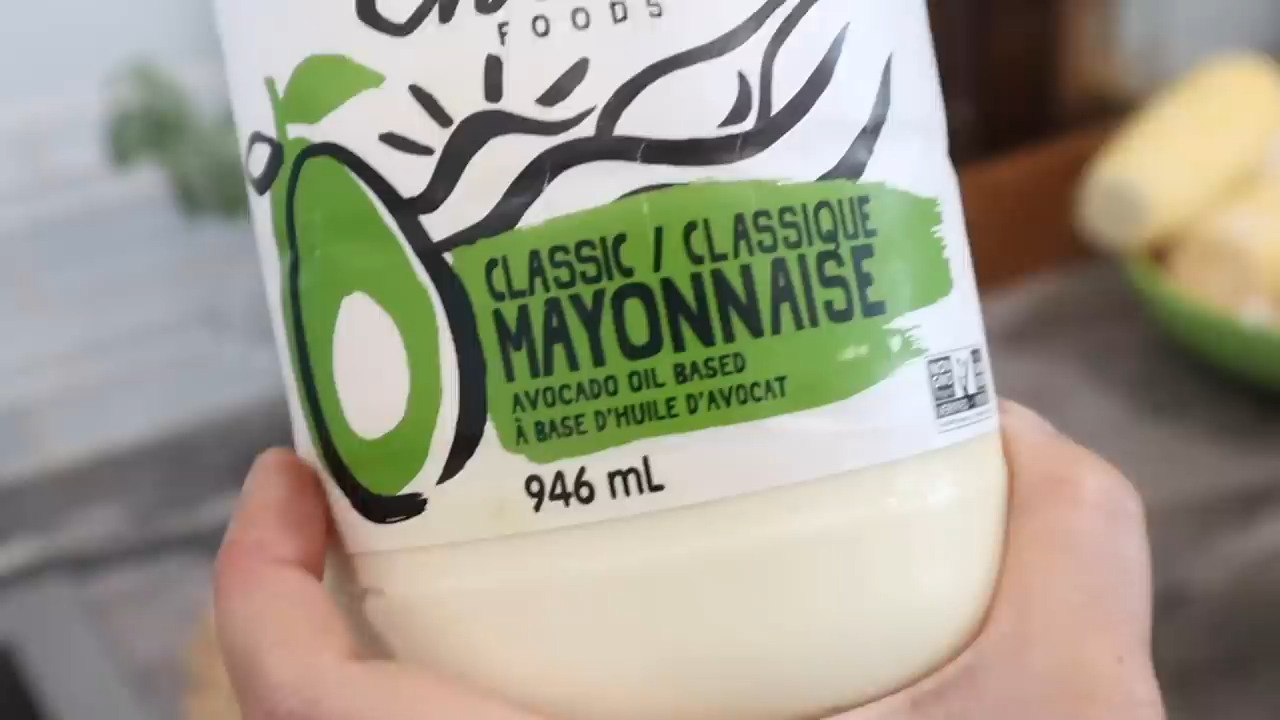 FOODS
CLASSIC / CLASSIQUE
MAYONNAISE
AVOCADO OIL BASED
À BASE D'HUILE D'AVOCAT
946 mL